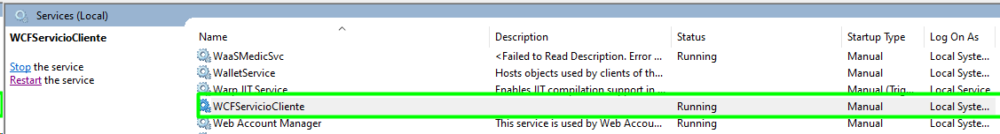 Services (Local)
WCFServicioCliente
Stop the service
Restart the service
Name Description Status Startup Type Log On As
WaaSMedicSvc <Failed to Read Description. Error ... Running Manual Local Syste...
WalletService Hosts objects used by clients of th... Manual Local Syste...
Warp JIT Service Enables JIT compilation support in ... Manual (Trig... Local Service
WCFServicioCliente Running Manual Local Syste...
Web Account Manager This service is used by Web Accou... Running Manual Local Syste...